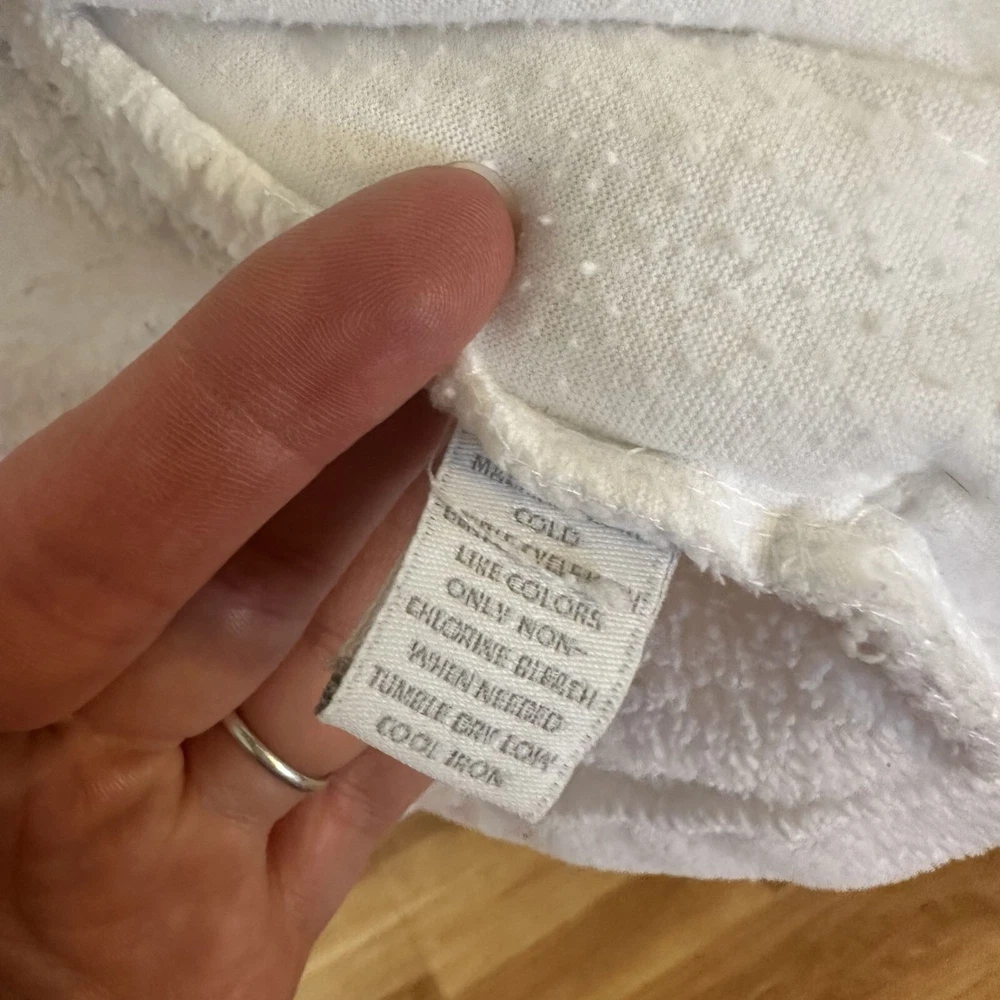 COLD
LIKE COLORS
ONLY NON-
CHLORINE BLEACH
WHEN NEEDED
TUMBLE DRY LOW
COOL IRON